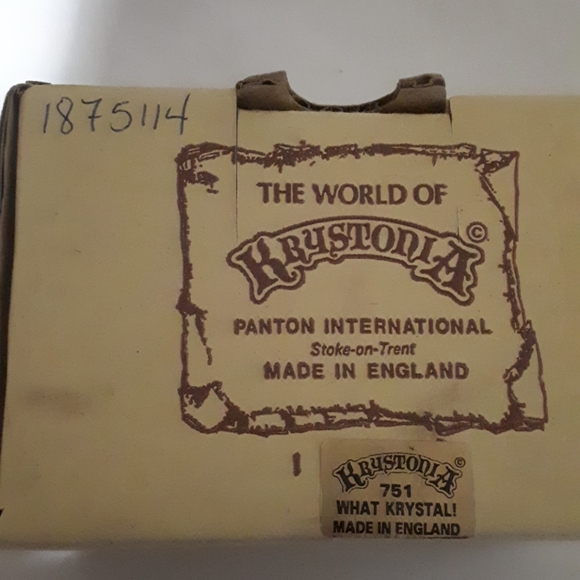 1875114
THE WORLD OF
KRYSTONIA ©
PANTON INTERNATIONAL
Stoke-on-Trent
MADE IN ENGLAND
KRYSTONIA ©
751
WHAT KRYSTAL!
MADE IN ENGLAND